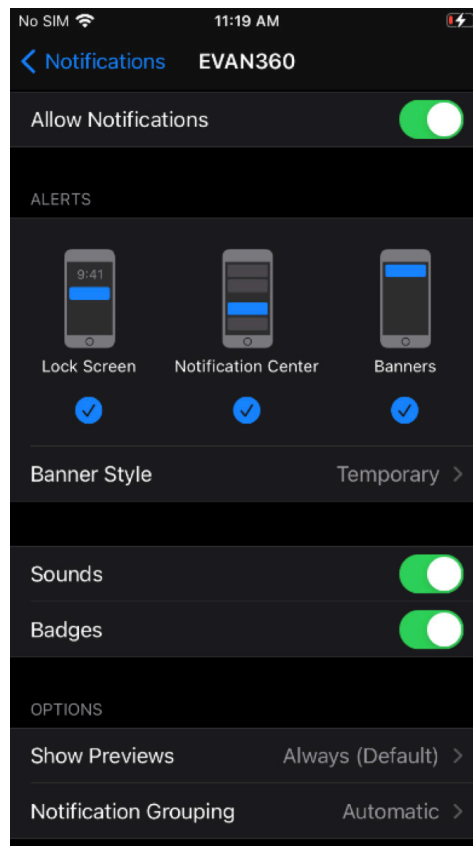 No SIM 11:19 AM
Notifications EVAN360
Allow Notifications
ALERTS
9:41
Lock Screen Notification Center Banners
Banner Style Temporary
Sounds
Badges
OPTIONS
Show Previews Always (Default)
Notification Grouping Automatic